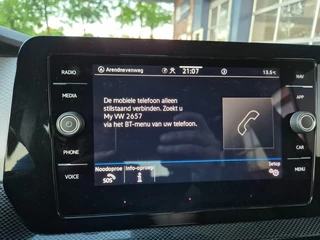 Arendnevenweg
21:07
13.5°C
RADIO
NAV
MEDIA
APP
De mobiele telefoon alleen
stilstaand verbinden. Zoekt u
My VW 2657
via het BT-menu van uw telefoon.
PHONE
CAR
VOICE
MENU
Noodoproe Info-oproep Setup
SOS